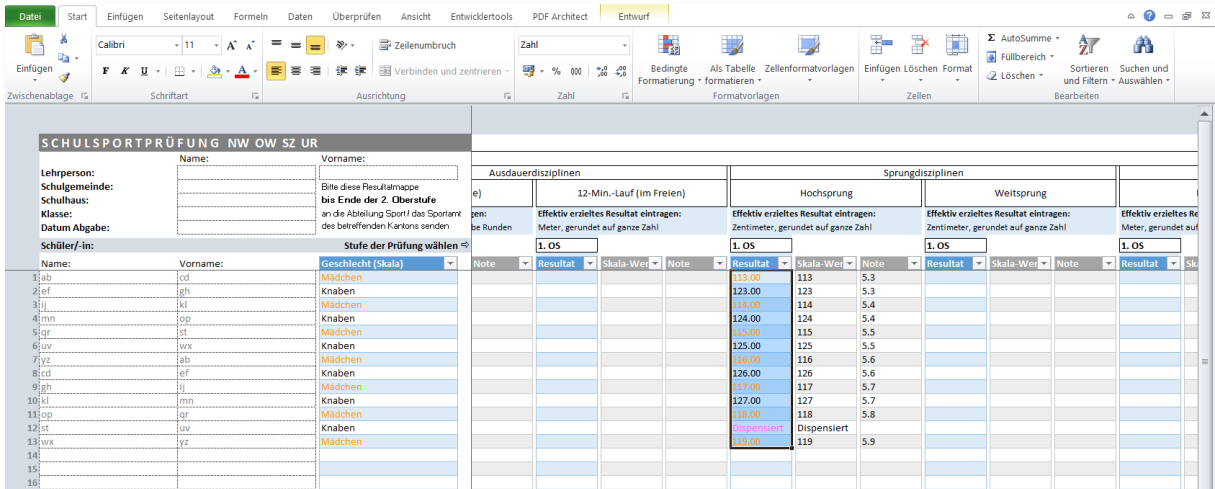 Datei Start Einfügen Seitenlayout Formeln Daten Überprüfen Ansicht Entwicklertools PDF Architect Entwurf
Calibri 11 Zeilenumbruch Zahl Σ AutoSumme
Füllbereich
Einfügen F K U Verbinden und zentrieren % 000 Bedingte Als Tabelle Zellenformatvorlagen Einfügen Löschen Format Löschen Sortieren Suchen und
Formatierung formatieren und Filtern Auswählen
Zwischenablage Schriftart Ausrichtung Zahl Formatvorlagen Zellen Bearbeiten
SCHULSPORTPRÜFUNG NW OW SZ UR
Name: Vorname:
Lehrperson: Ausdauerdisziplinen Sprungdisziplinen
Schulgemeinde: Bitte diese Resultatmappe
Schulhaus: bis Ende der 2. Oberstufe e) 12-Min.-Lauf (im Freien) Hochsprung Weitsprung
Klasse: an die Abteilung Sport / das Sportamt gen: Effektiv erzieltes Resultat eintragen: Effektiv erzieltes Resultat eintragen: Effektiv erzieltes Resultat eintragen: Effektiv erzieltes Re
Datum Abgabe: des betreffenden Kantons senden be Runden Meter, gerundet auf ganze Zahl Zentimeter, gerundet auf ganze Zahl Zentimeter, gerundet auf ganze Zahl Meter, gerundet auf
Schüler/-in: Stufe der Prüfung wählen ⇨ 1. OS 1. OS 1. OS 1. OS
Name: Vorname: Geschlecht (Skala) Note Resultat Skala-Wer Note Resultat Skala-Wer Note Resultat Skala-Wer Note Resultat Sk
1 ab cd Mädchen 113.00 113 5.3
2 ef gh Knaben 123.00 123 5.3
3 ij kl Mädchen 114.00 114 5.4
4 mn op Knaben 124.00 124 5.4
5 qr st Mädchen 115.00 115 5.5
6 uv wx Knaben 125.00 125 5.5
7 yz ab Mädchen 116.00 116 5.6
8 cd ef Knaben 126.00 126 5.6
9 gh ij Mädchen 117.00 117 5.7
10 kl mn Knaben 127.00 127 5.7
11 op qr Mädchen 118.00 118 5.8
12 st uv Knaben Dispensiert Dispensiert
13 wx yz Mädchen 119.00 119 5.9
14
15
16